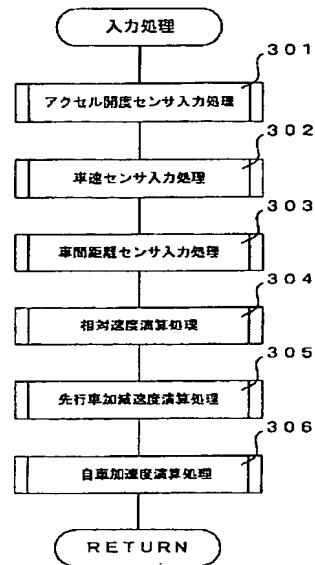 入力処理
301
アクセル開度センサ入力処理
302
車速センサ入力処理
303
車間距離センサ入力処理
304
相対速度演算処理
305
先行車加減速度演算処理
306
自車加速度演算処理
RETURN